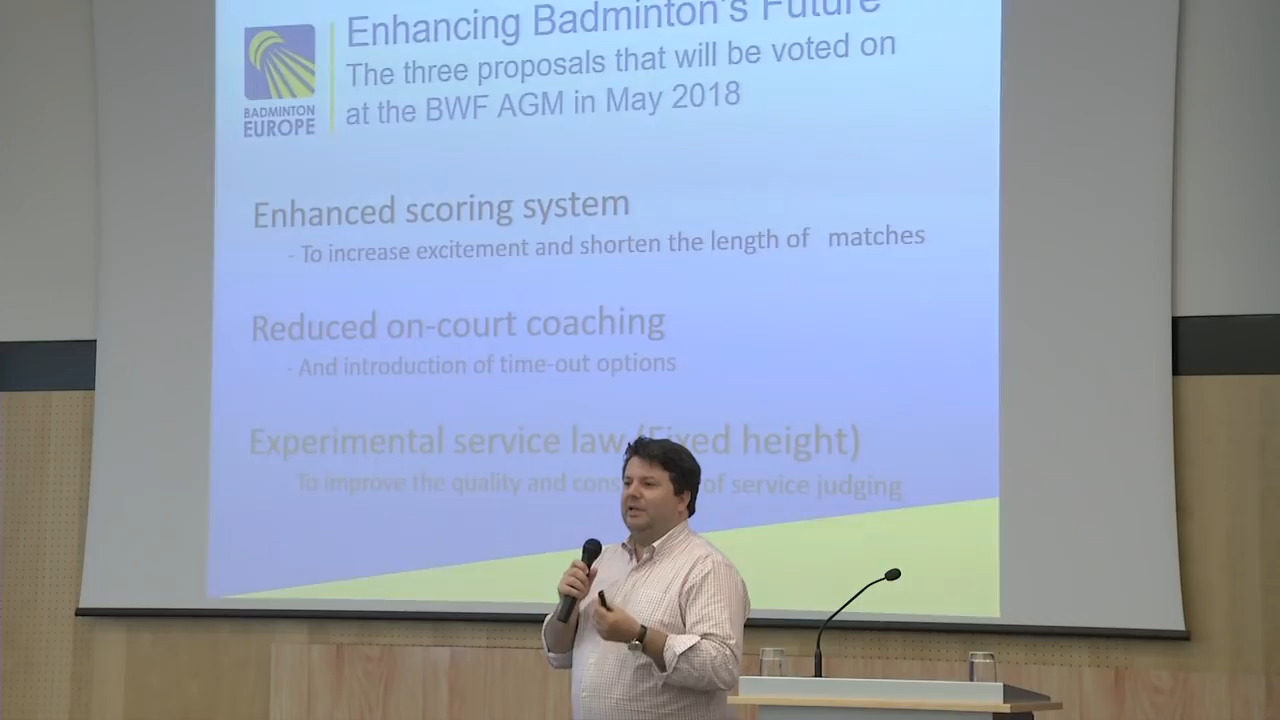 Enhancing Badminton's Future
The three proposals that will be voted on
at the BWF AGM in May 2018
BADMINTON
EUROPE
Enhanced scoring system
- To increase excitement and shorten the length of matches
Reduced on-court coaching
- And introduction of time-out options
Experimental service law (Fixed height)
To improve the quality and of service judging